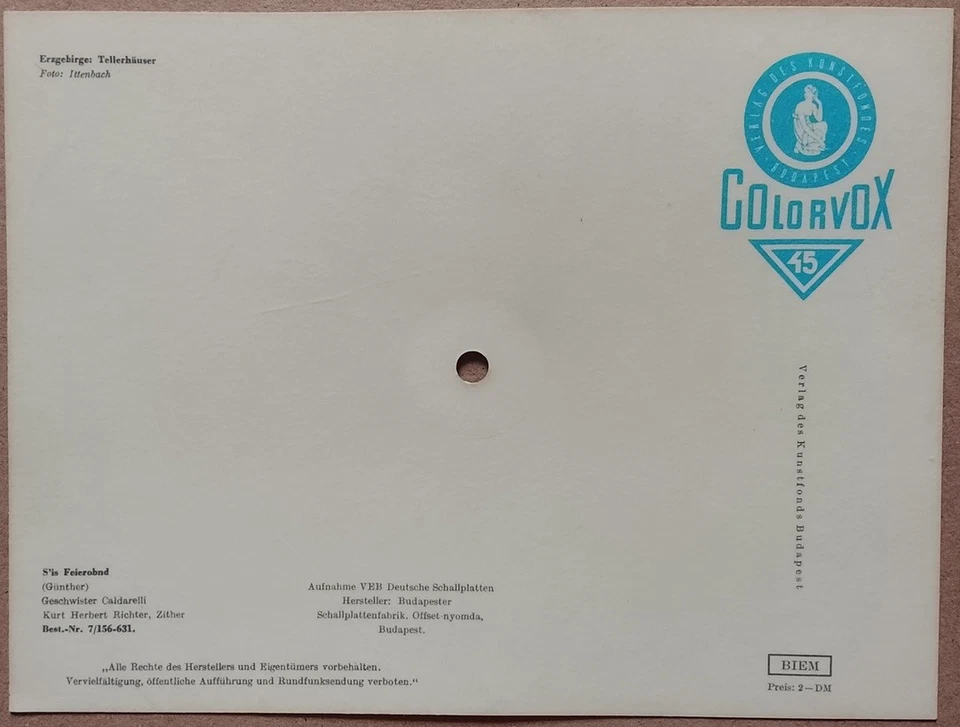 Erzgebirge: Tellerhäuser
Foto: Ittenbach
VERLAG DES KUNSTFONDES · BUDAPEST ·
COLORVOX
45
Verlag des Kunstfonds Budapest
S'is Feierobnd
(Günther)
Geschwister Caldarelli
Kurt Herbert Richter, Zither
Best.-Nr. 7/156-631.
Aufnahme VEB Deutsche Schallplatten
Hersteller: Budapester
Schallplattenfabrik. Offset-nyomda,
Budapest.
„Alle Rechte des Herstellers und Eigentümers vorbehalten.
Vervielfältigung, öffentliche Aufführung und Rundfunksendung verboten.“
BIEM
Preis: 2—DM